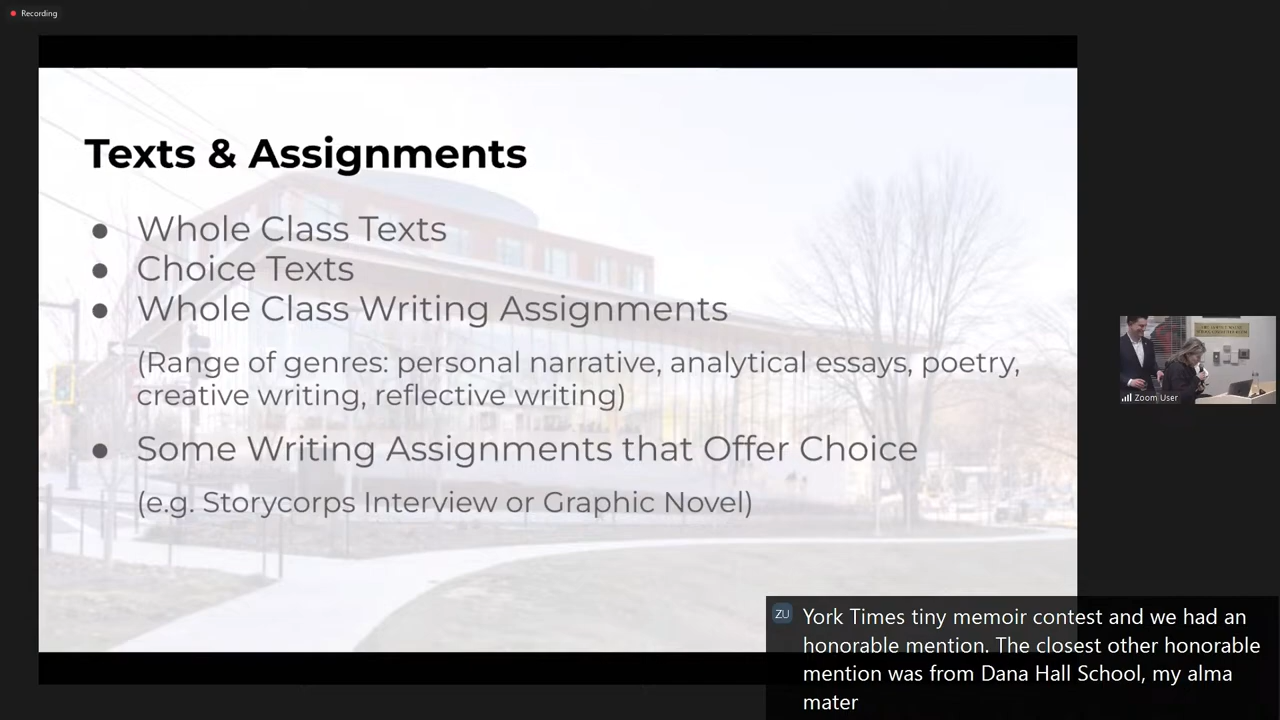 Recording
Texts & Assignments
● Whole Class Texts
● Choice Texts
● Whole Class Writing Assignments
(Range of genres: personal narrative, analytical essays, poetry,
creative writing, reflective writing)
● Some Writing Assignments that Offer Choice
(e.g. Storycorps Interview or Graphic Novel)
Zoom User
ZU
York Times tiny memoir contest and we had an
honorable mention. The closest other honorable
mention was from Dana Hall School, my alma
mater